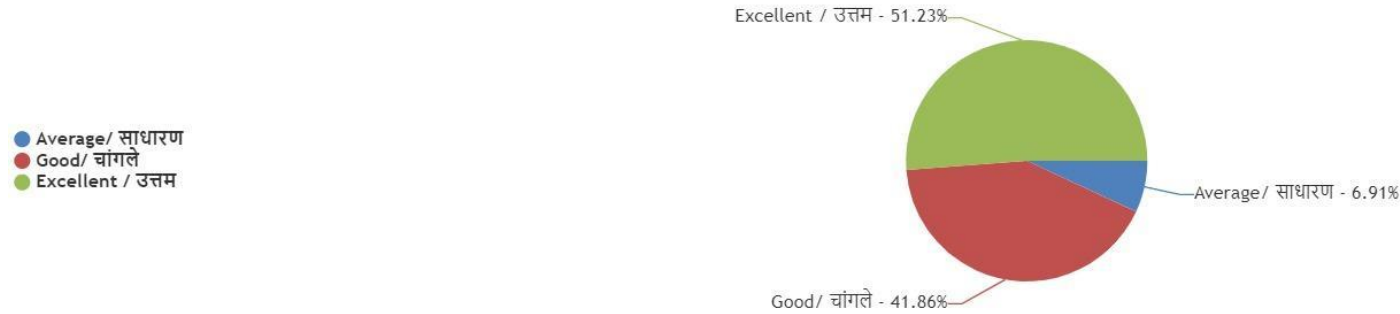 Excellent / उत्तम - 51.23%
Average/ साधारण
Good/ चांगले
Excellent / उत्तम
Average/ साधारण - 6.91%
Good/ चांगले - 41.86%